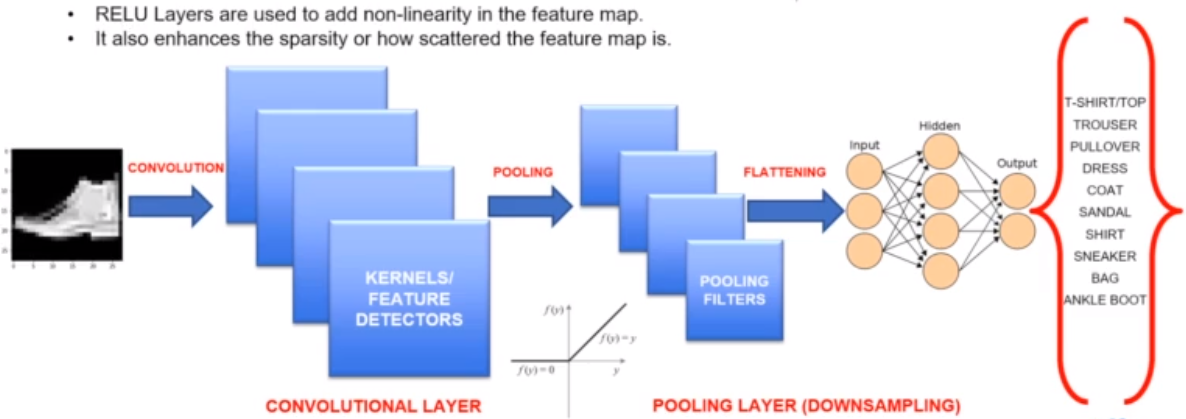 • RELU Layers are used to add non-linearity in the feature map.
• It also enhances the sparsity or how scattered the feature map is.
CONVOLUTION
KERNELS/
FEATURE
DETECTORS
CONVOLUTIONAL LAYER
f(y)
f(y)=y
f(y)=0
y
POOLING
POOLING
FILTERS
POOLING LAYER (DOWNSAMPLING)
FLATTENING
Input
Hidden
Output
T-SHIRT/TOP
TROUSER
PULLOVER
DRESS
COAT
SANDAL
SHIRT
SNEAKER
BAG
ANKLE BOOT